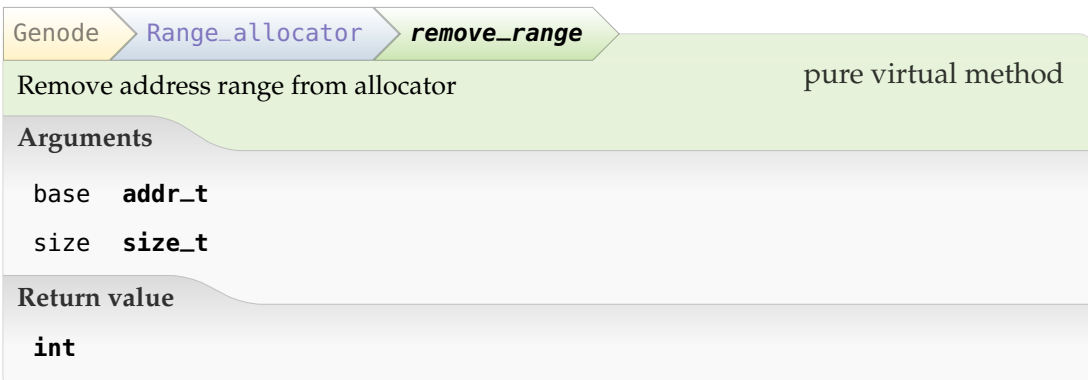 Genode Range_allocator remove_range
Remove address range from allocator pure virtual method
Arguments
base addr_t
size size_t
Return value
int